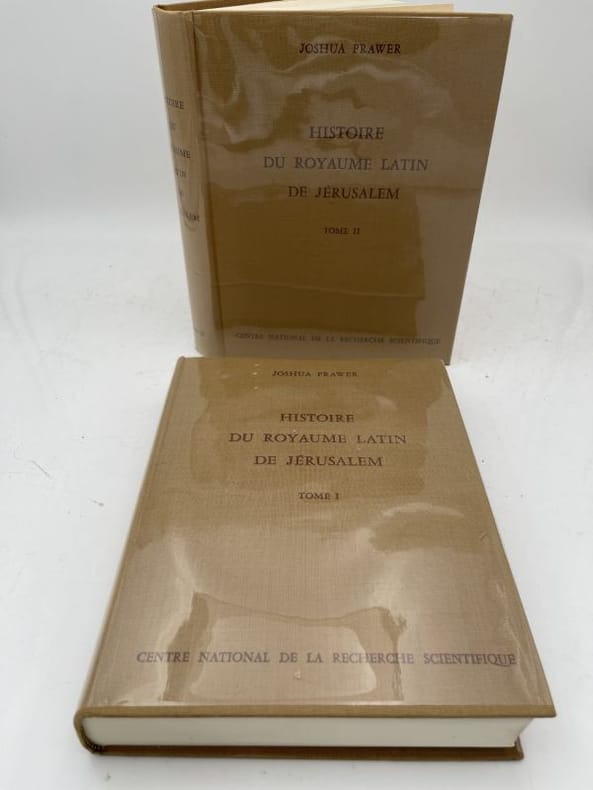 JOSHUA PRAWER
HISTOIRE
DU ROYAUME LATIN
DE JÉRUSALEM
TOME II
CENTRE NATIONAL DE LA RECHERCHE SCIENTIFIQUE
JOSHUA PRAWER
HISTOIRE
DU ROYAUME LATIN
DE JÉRUSALEM
TOME I
CENTRE NATIONAL DE LA RECHERCHE SCIENTIFIQUE